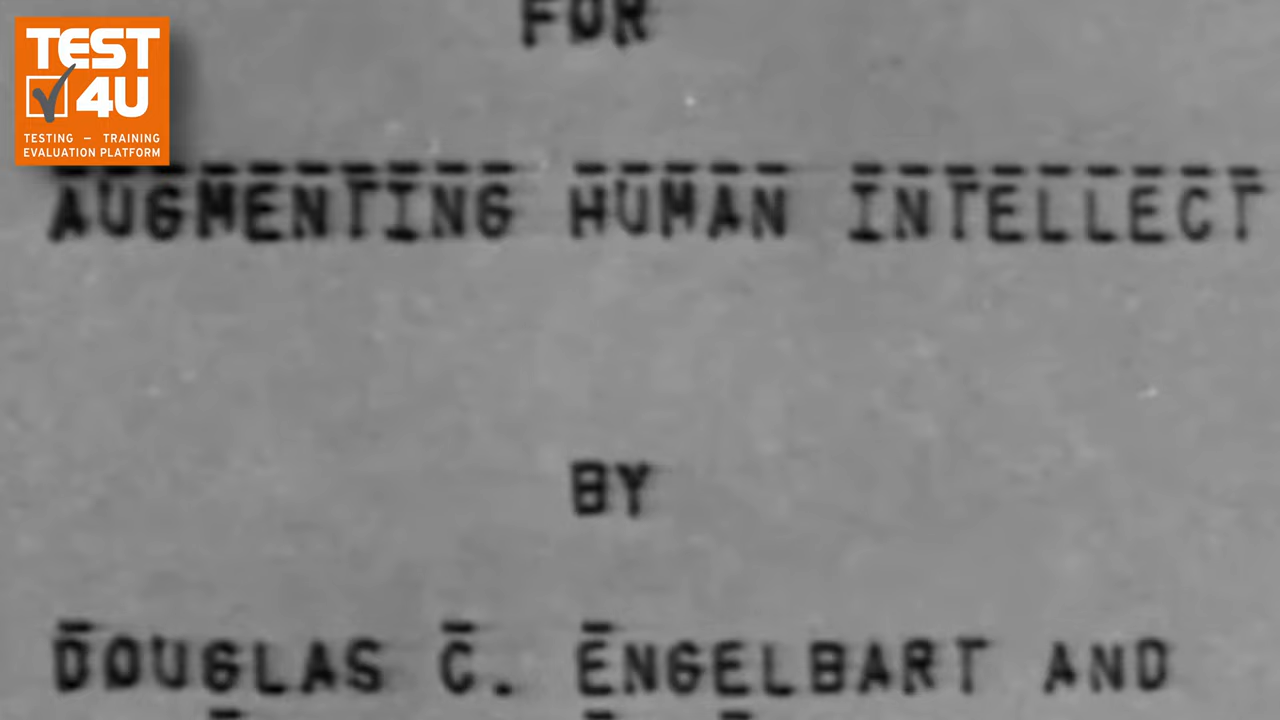 TEST
4U
TESTING – TRAINING
EVALUATION PLATFORM
FOR
AUGMENTING HUMAN INTELLECT
BY
DOUGLAS C. ENGELBART AND